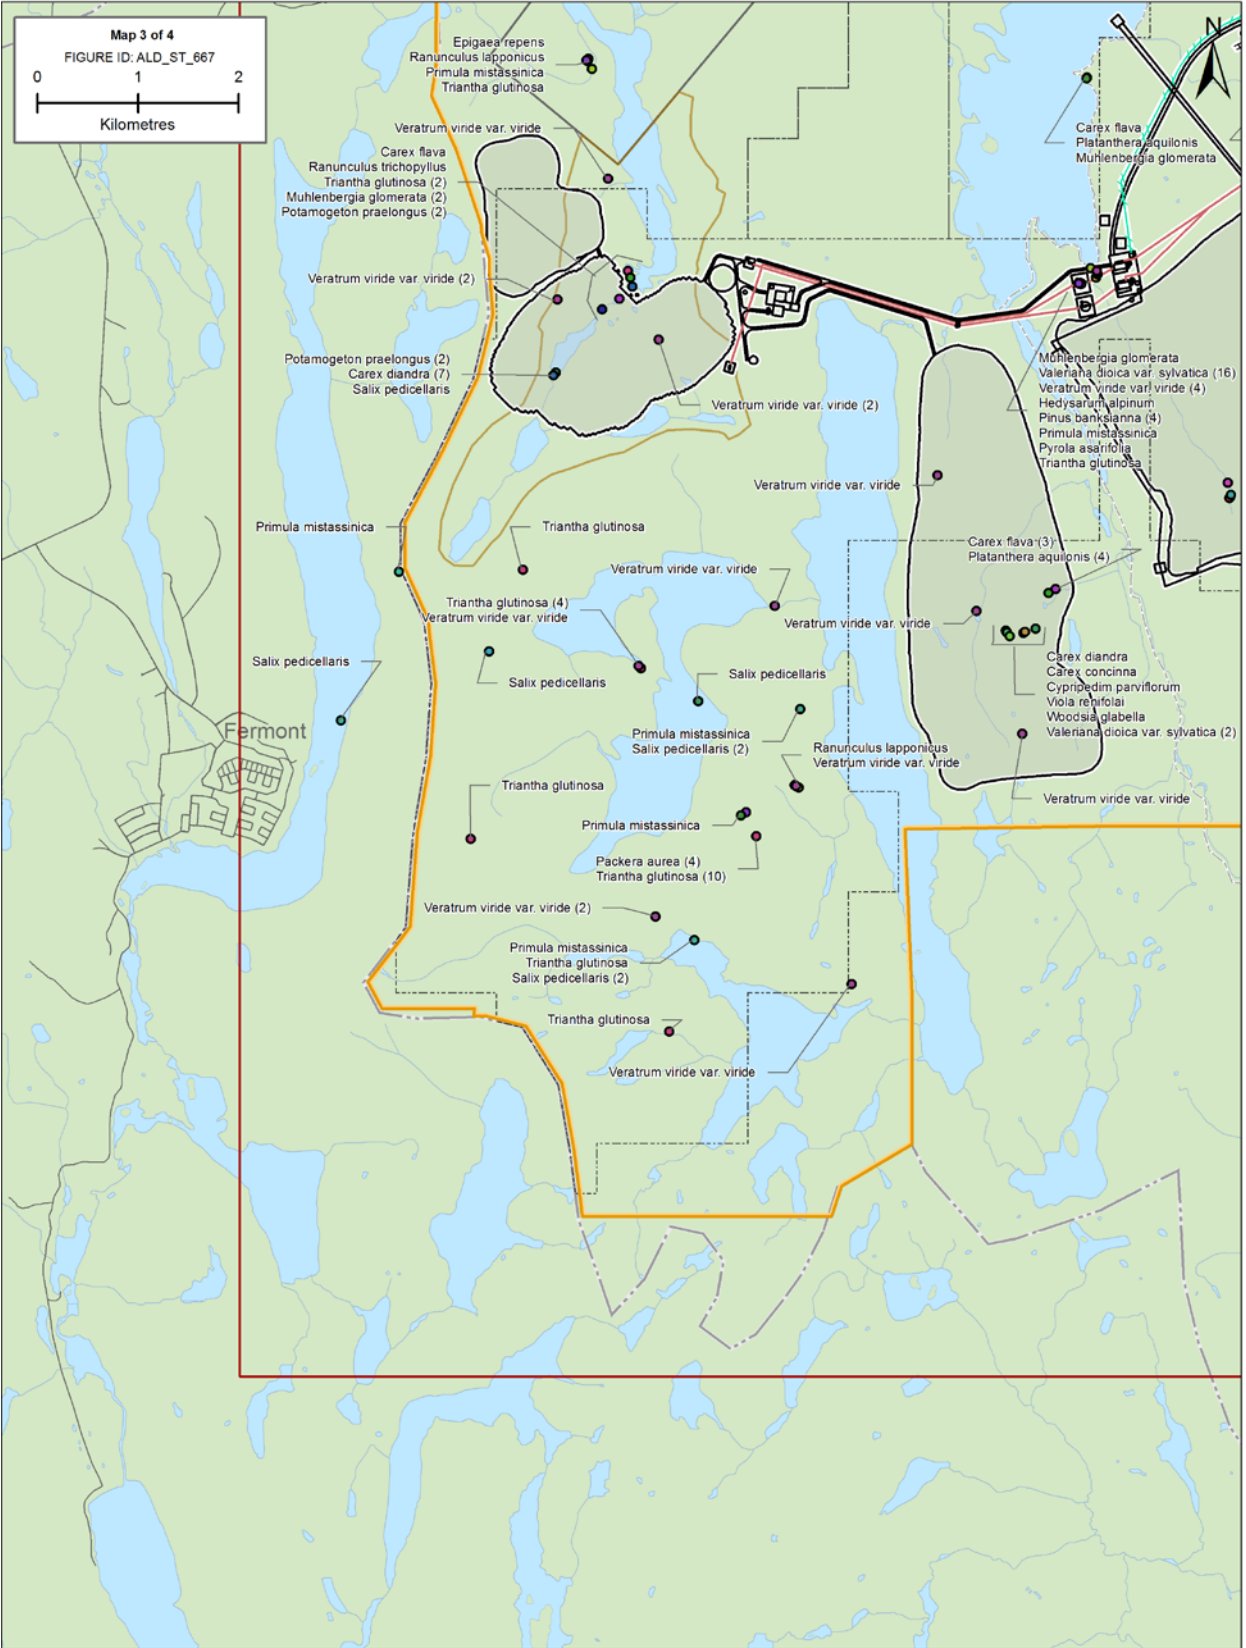 Map 3 of 4
FIGURE ID: ALD_ST_667
0 1 2
Kilometres
N
Epigaea repens
Ranunculus lapponicus
Primula mistassinica
Triantha glutinosa
Veratrum viride var. viride
Carex flava
Platanthera aquilonis
Muhlenbergia glomerata
Carex flava
Ranunculus trichopyllus
Triantha glutinosa (2)
Muhlenbergia glomerata (2)
Potamogeton praelongus (2)
Veratrum viride var. viride (2)
Potamogeton praelongus (2)
Carex diandra (7)
Salix pedicellaris
Muhlenbergia glomerata
Valeriana dioica var. sylvatica (16)
Veratrum viride var. viride (4)
Hedysarum alpinum
Pinus banksianna (4)
Primula mistassinica
Pyrola asarifolia
Triantha glutinosa
Veratrum viride var. viride (2)
Veratrum viride var. viride
Primula mistassinica
Triantha glutinosa
Carex flava (3)
Platanthera aquilonis (4)
Veratrum viride var. viride
Triantha glutinosa (4)
Veratrum viride var. viride
Veratrum viride var. viride
Salix pedicellaris
Salix pedicellaris
Salix pedicellaris
Carex diandra
Carex concinna
Cypripedim parviflorum
Viola renifolai
Woodsia glabella
Valeriana dioica var. sylvatica (2)
Fermont
Primula mistassinica
Salix pedicellaris (2)
Ranunculus lapponicus
Veratrum viride var. viride
Triantha glutinosa
Veratrum viride var. viride
Primula mistassinica
Packera aurea (4)
Triantha glutinosa (10)
Veratrum viride var. viride (2)
Primula mistassinica
Triantha glutinosa
Salix pedicellaris (2)
Triantha glutinosa
Veratrum viride var. viride